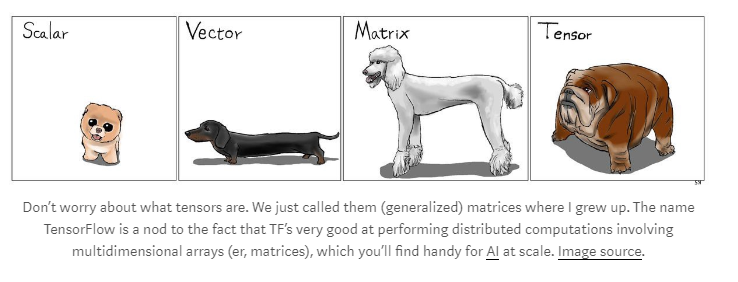 Scalar
Vector
Matrix
Tensor
Don’t worry about what tensors are. We just called them (generalized) matrices where I grew up. The name
TensorFlow is a nod to the fact that TF’s very good at performing distributed computations involving
multidimensional arrays (er, matrices), which you’ll find handy for AI at scale. Image source.